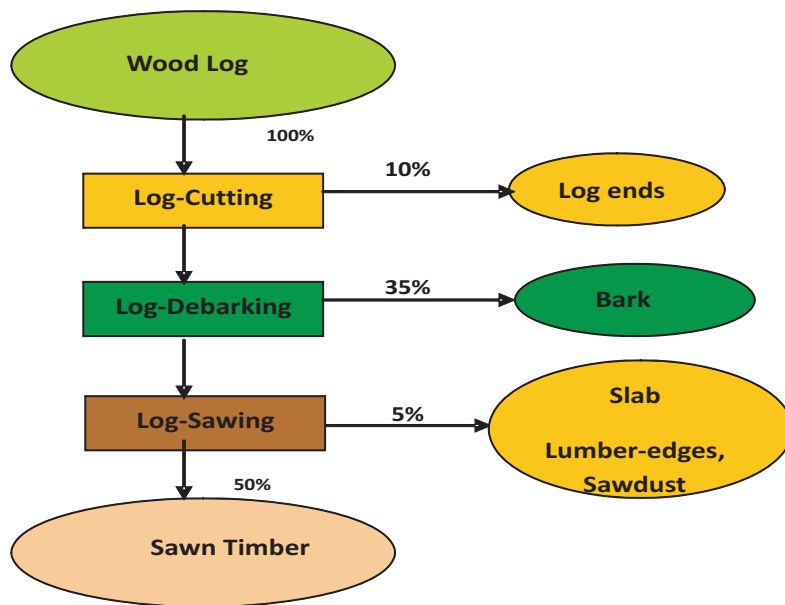 Wood Log
100%
Log-Cutting
10%
Log ends
Log-Debarking
35%
Bark
Log-Sawing
5%
Slab
Lumber-edges,
Sawdust
50%
Sawn Timber